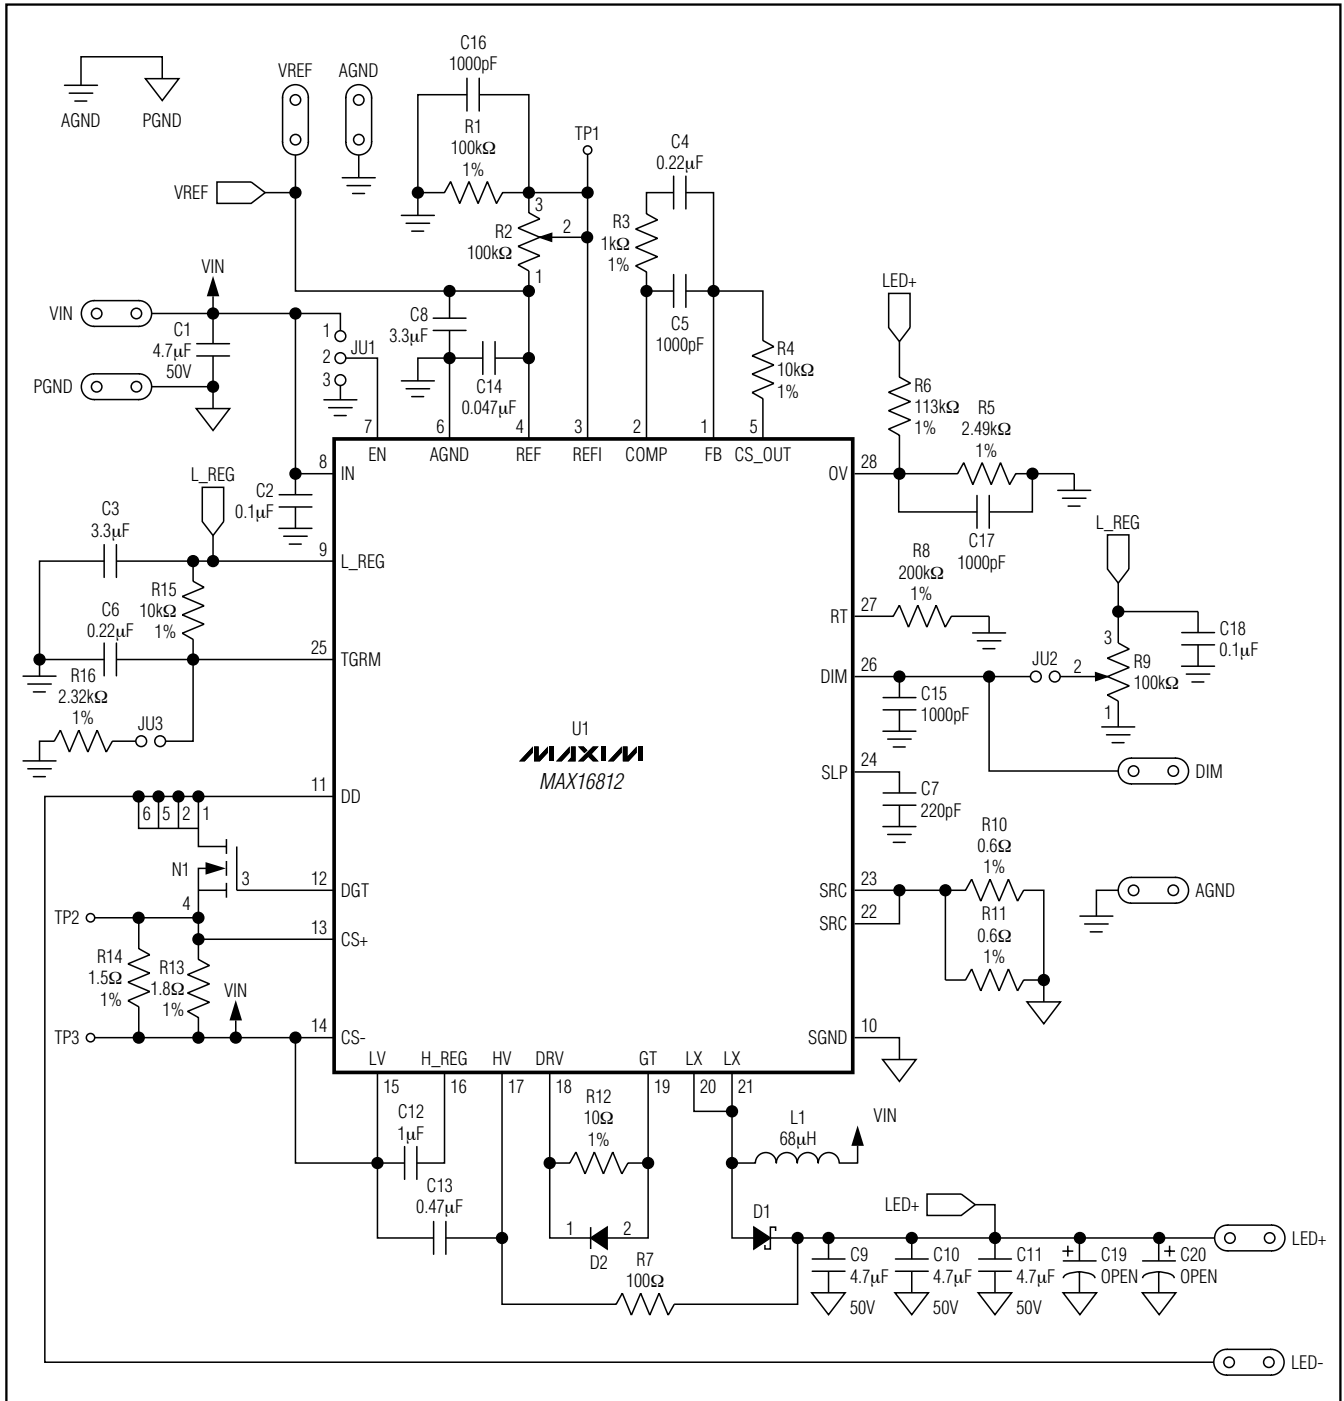 AGND
PGND
VREF
AGND
VREF
C16
1000pF
R1
100kΩ
1%
TP1
C4
0.22µF
R2
100kΩ
3
2
1
R3
1kΩ
1%
C5
1000pF
R4
10kΩ
1%
VIN
VIN
C1
4.7µF
50V
PGND
1
2
3
JU1
C8
3.3µF
C14
0.047µF
LED+
R6
113kΩ
1%
R5
2.49kΩ
1%
C17
1000pF
7
6
4
3
2
1
5
EN
AGND
REF
REFI
COMP
FB
CS_OUT
8
IN
C2
0.1µF
L_REG
9
L_REG
C3
3.3µF
R15
10kΩ
1%
C6
0.22µF
25
TGRM
R16
2.32kΩ
1%
JU3
OV
28
R8
200kΩ
1%
RT
27
L_REG
C18
0.1µF
DIM
26
C15
1000pF
JU2
2
3
1
R9
100kΩ
DIM
SLP
24
C7
220pF
U1
MAXIM
MAX16812
11
DD
6
5
2
1
N1
3
4
12
DGT
TP2
13
CS+
R14
1.5Ω
1%
R13
1.8Ω
1%
VIN
TP3
14
CS-
SRC
23
SRC
22
R10
0.6Ω
1%
R11
0.6Ω
1%
AGND
SGND
10
LV
H_REG
HV
DRV
GT
LX
LX
15
16
17
18
19
20
21
C12
1µF
C13
0.47µF
R12
10Ω
1%
1
2
D2
R7
100Ω
L1
68µH
VIN
D1
LED+
C9
4.7µF
50V
C10
4.7µF
50V
C11
4.7µF
50V
+
C19
OPEN
+
C20
OPEN
LED+
LED-